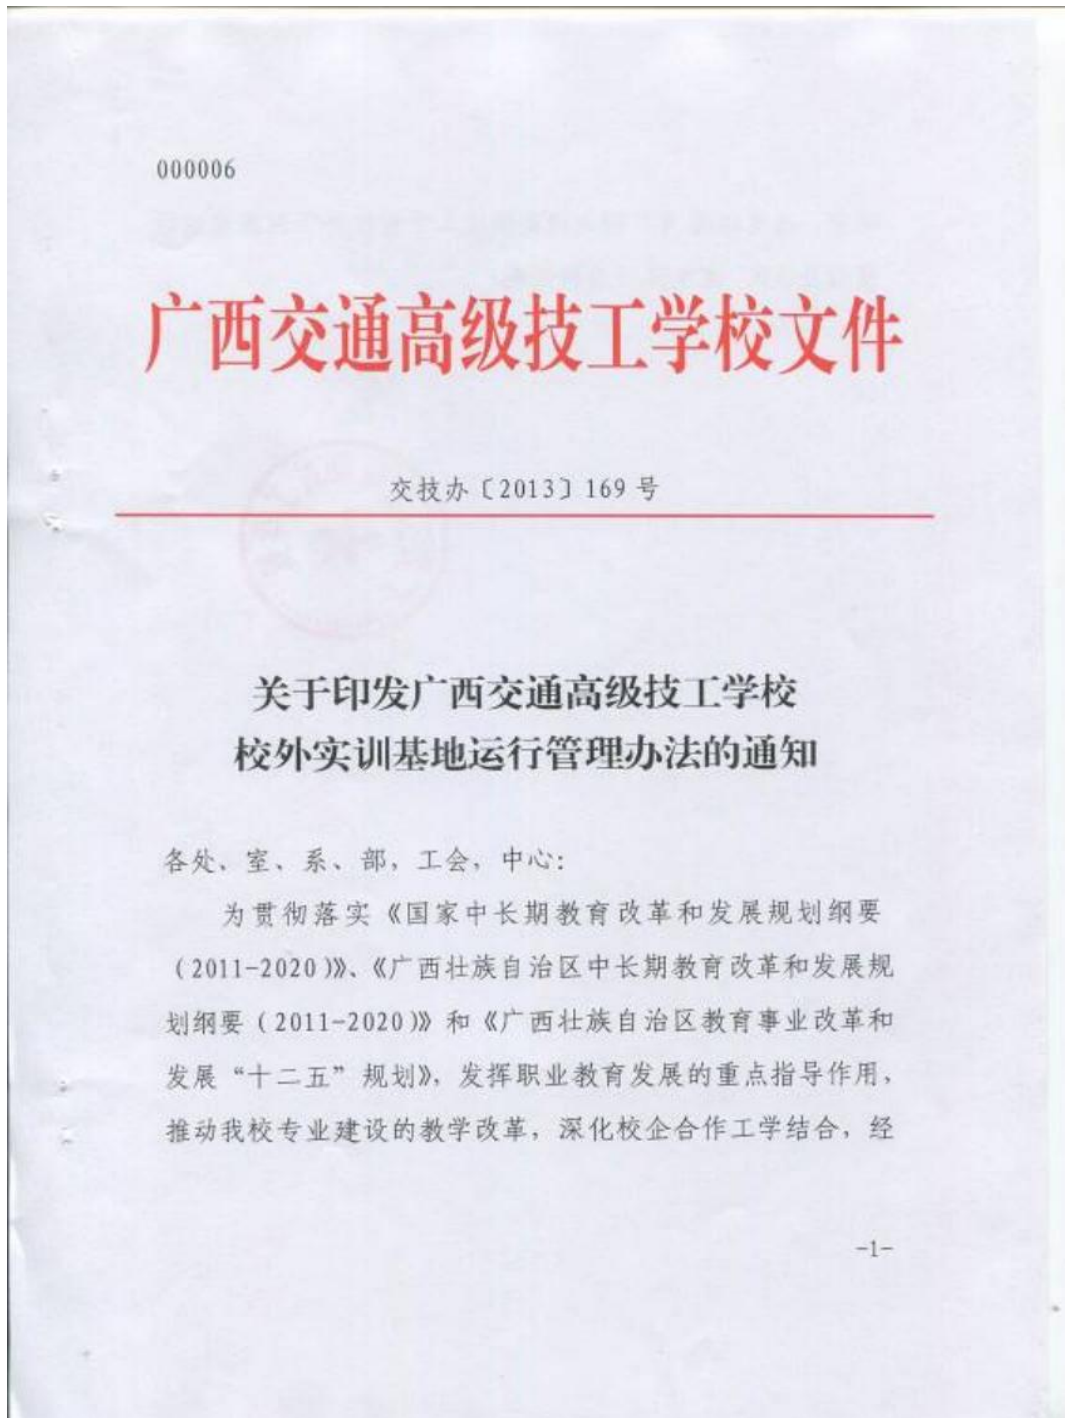 000006
广西交通高级技工学校文件
交技办〔2013〕169 号
关于印发广西交通高级技工学校
校外实训基地运行管理办法的通知
各处、室、系、部，工会，中心：
为贯彻落实《国家中长期教育改革和发展规划纲要
（2011-2020）》、《广西壮族自治区中长期教育改革和发展规
划纲要（2011-2020）》和《广西壮族自治区教育事业改革和
发展“十二五”规划》，发挥职业教育发展的重点指导作用，
推动我校专业建设的教学改革，深化校企合作工学结合，经
-1-